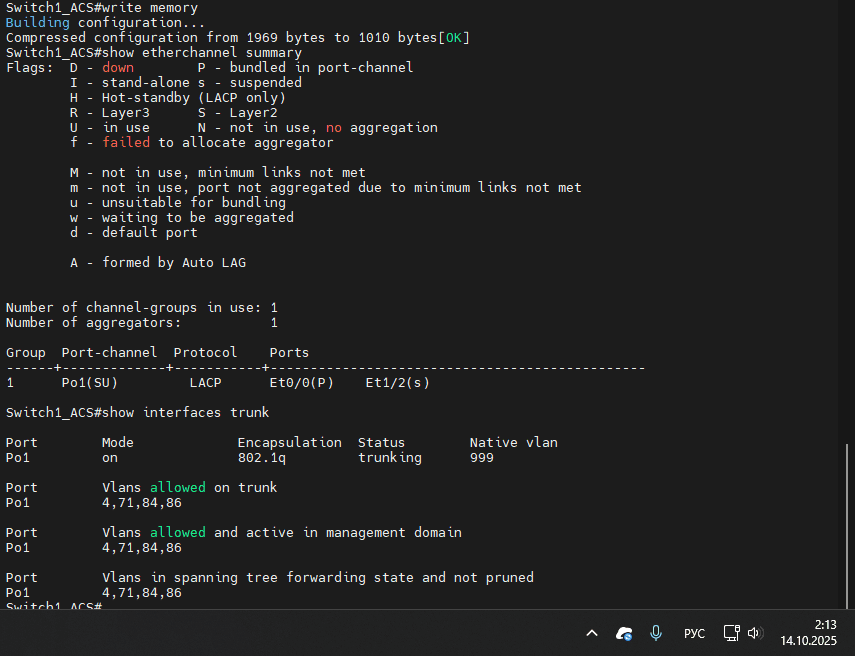 Switch1_ACS#write memory
Building configuration...
Compressed configuration from 1969 bytes to 1010 bytes[OK]
Switch1_ACS#show etherchannel summary
Flags:  D - down        P - bundled in port-channel
        I - stand-alone s - suspended
        H - Hot-standby (LACP only)
        R - Layer3      S - Layer2
        U - in use      N - not in use, no aggregation
        f - failed to allocate aggregator

        M - not in use, minimum links not met
        m - not in use, port not aggregated due to minimum links not met
        u - unsuitable for bundling
        w - waiting to be aggregated
        d - default port

        A - formed by Auto LAG


Number of channel-groups in use: 1
Number of aggregators:           1

Group  Port-channel  Protocol    Ports
------+-------------+-----------+-----------------------------------------------
1      Po1(SU)         LACP      Et0/0(P)    Et1/2(s)

Switch1_ACS#show interfaces trunk

Port        Mode             Encapsulation  Status        Native vlan
Po1         on               802.1q         trunking      999

Port        Vlans allowed on trunk
Po1         4,71,84,86

Port        Vlans allowed and active in management domain
Po1         4,71,84,86

Port        Vlans in spanning tree forwarding state and not pruned
Po1         4,71,84,86
Switch1_ACS#
РУС
2:13
14.10.2025